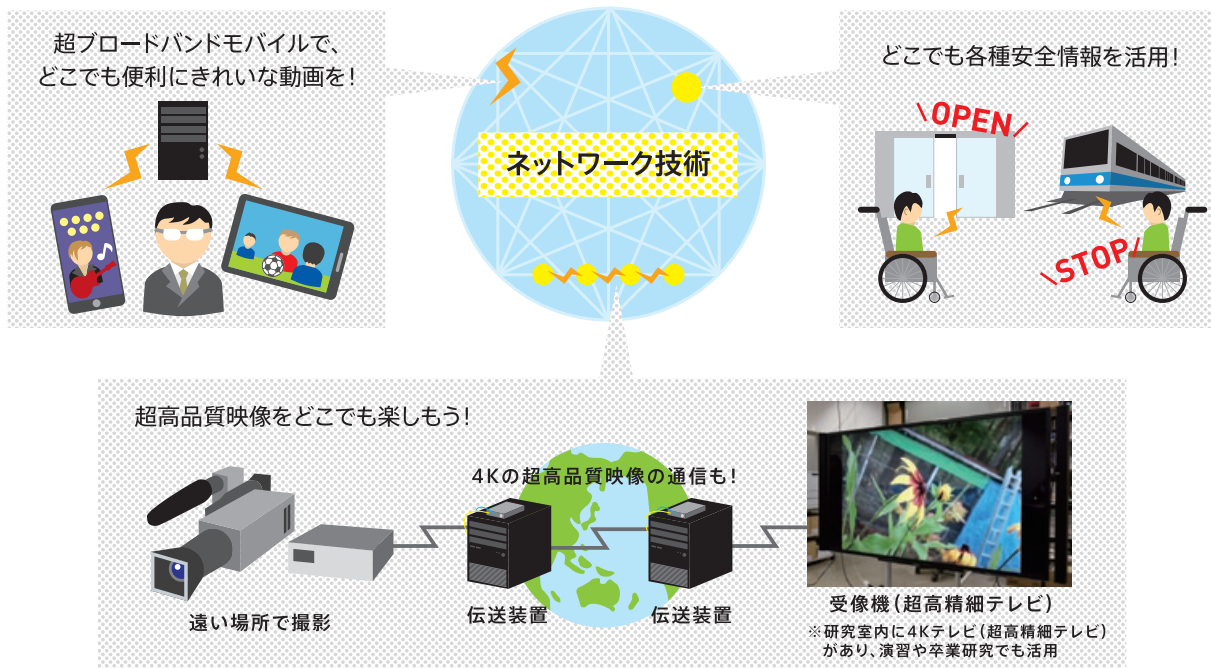 超ブロードバンドモバイルで、
どこでも便利にきれいな動画を!
ネットワーク技術
どこでも各種安全情報を活用!
OPEN
STOP
超高品質映像をどこでも楽しもう!
4Kの超高品質映像の通信も!
遠い場所で撮影
伝送装置
伝送装置
受像機(超高精細テレビ)
※研究室内に4Kテレビ(超高精細テレビ)
があり、演習や卒業研究でも活用